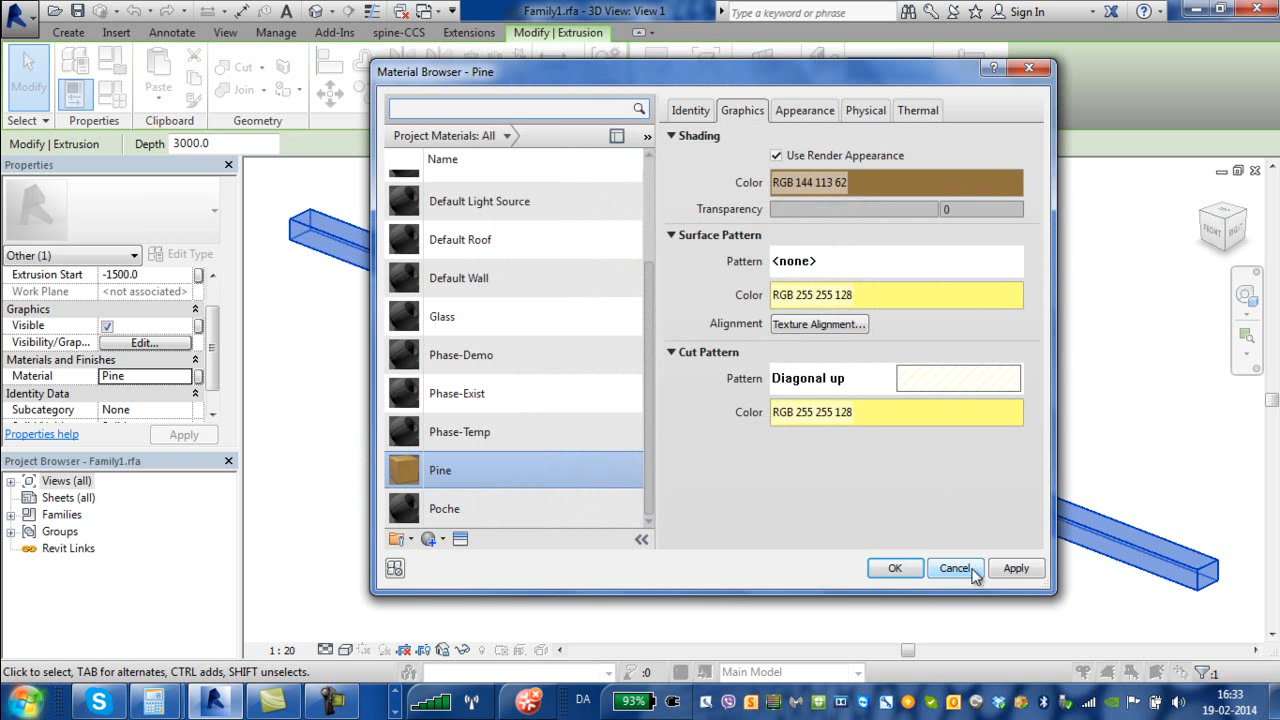 Family1.rfa - 3D View: View 1
Type a keyword or phrase
Sign In
Create
Insert
Annotate
View
Manage
Add-Ins
spine-CCS
Extensions
Modify | Extrusion
Modify
Paste
Cut
Join
Select
Properties
Clipboard
Geometry
Modify | Extrusion
Depth
3000.0
Properties
Other (1)
Edit Type
Extrusion Start
-1500.0
Work Plane
<not associated>
Graphics
Visible
Visibility/Grap...
Edit...
Materials and Finishes
Material
Pine
Identity Data
Subcategory
None
Properties help
Apply
Project Browser - Family1.rfa
Views (all)
Sheets (all)
Families
Groups
Revit Links
Material Browser - Pine
Project Materials: All
Name
Default Light Source
Default Roof
Default Wall
Glass
Phase-Demo
Phase-Exist
Phase-Temp
Pine
Poche
Identity
Graphics
Appearance
Physical
Thermal
Shading
Use Render Appearance
Color
RGB 144 113 62
Transparency
0
Surface Pattern
Pattern
<none>
Color
RGB 255 255 128
Alignment
Texture Alignment...
Cut Pattern
Pattern
Diagonal up
Color
RGB 255 255 128
OK
Cancel
Apply
FRONT
RIGHT
1 : 20
Click to select, TAB for alternates, CTRL adds, SHIFT unselects.
:0
Main Model
:1
DA
93%
16:33
19-02-2014